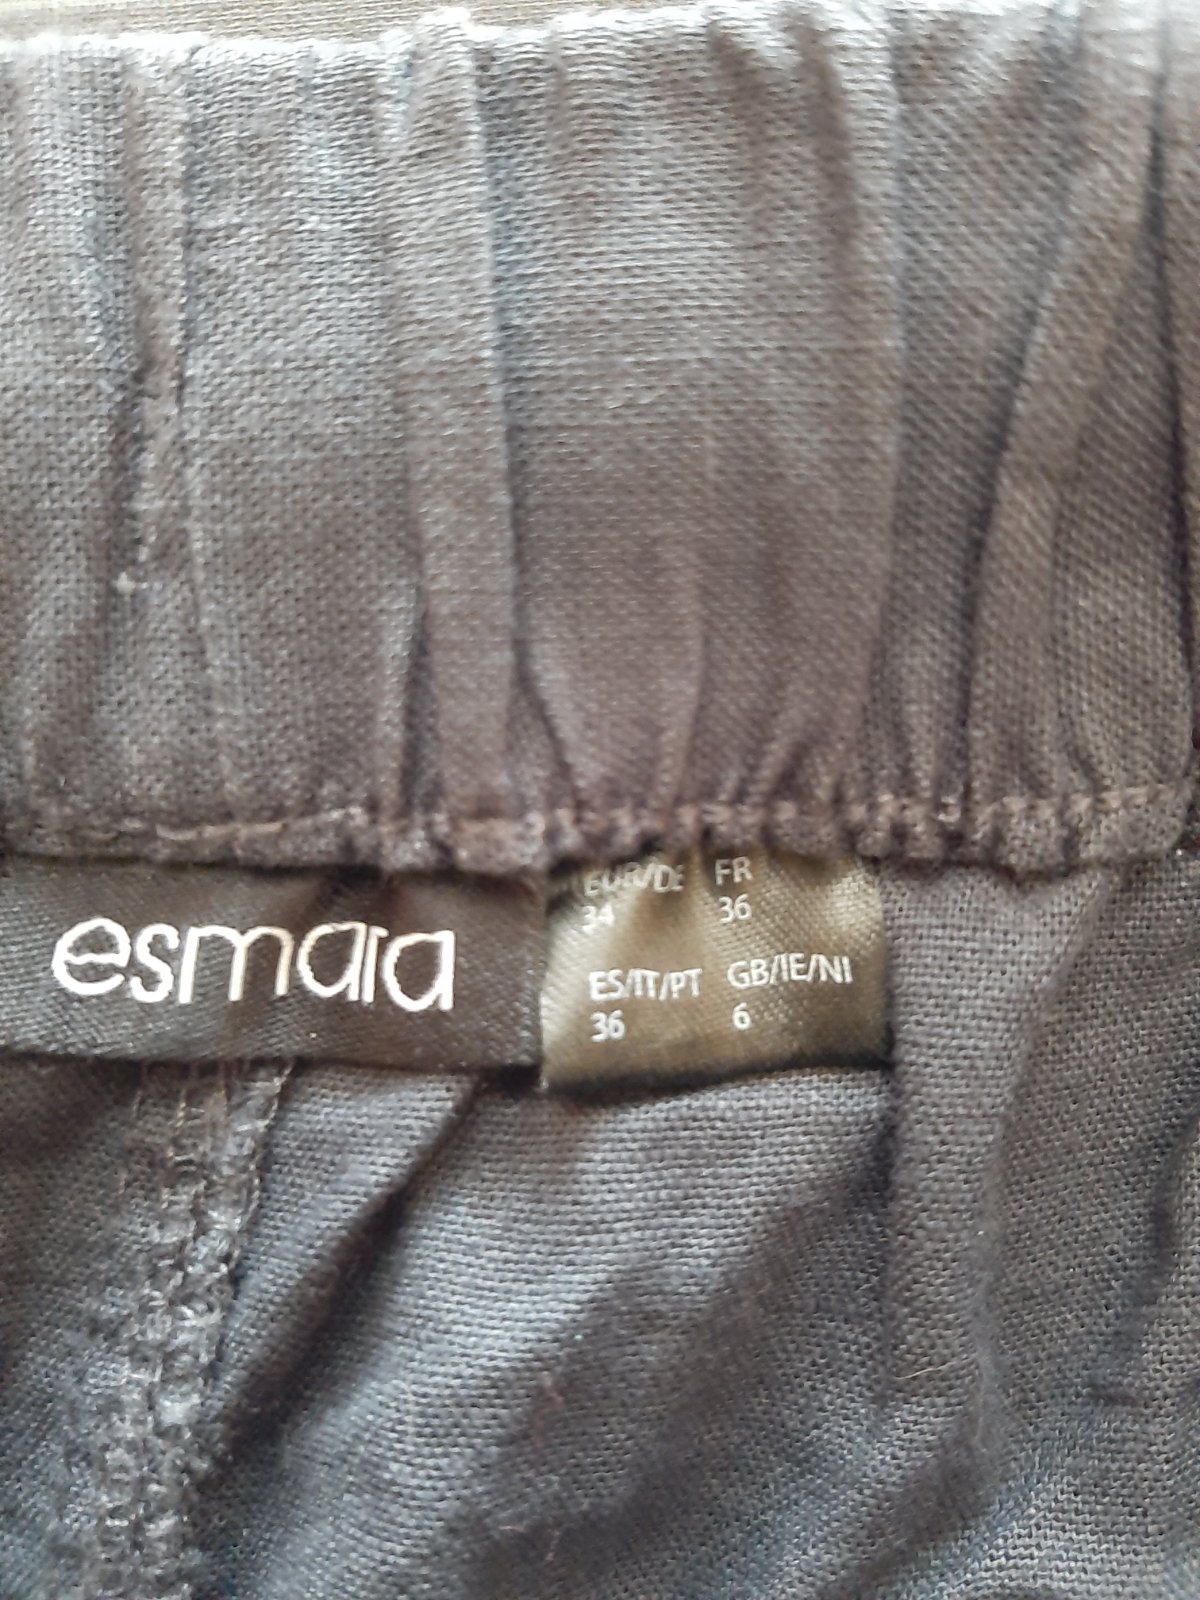 esmara
EUR/DE FR
34 36
ES/IT/PT GB/IE/NI
36 6